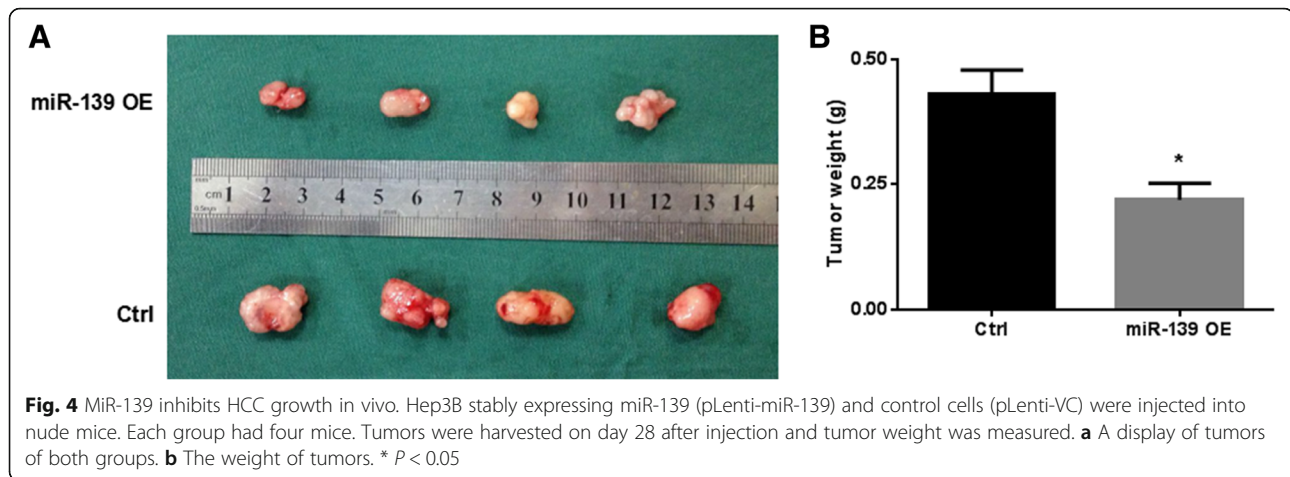 A
B
miR-139 OE
Ctrl
cm 1 2 3 4 5 6 7 8 9 10 11 12 13 14
0.5mm
mm
Tumor weight (g)
0.50
0.25
0.00
*
Ctrl
miR-139 OE
Fig. 4 MiR-139 inhibits HCC growth in vivo. Hep3B stably expressing miR-139 (pLenti-miR-139) and control cells (pLenti-VC) were injected into
nude mice. Each group had four mice. Tumors were harvested on day 28 after injection and tumor weight was measured. a A display of tumors
of both groups. b The weight of tumors. * P < 0.05